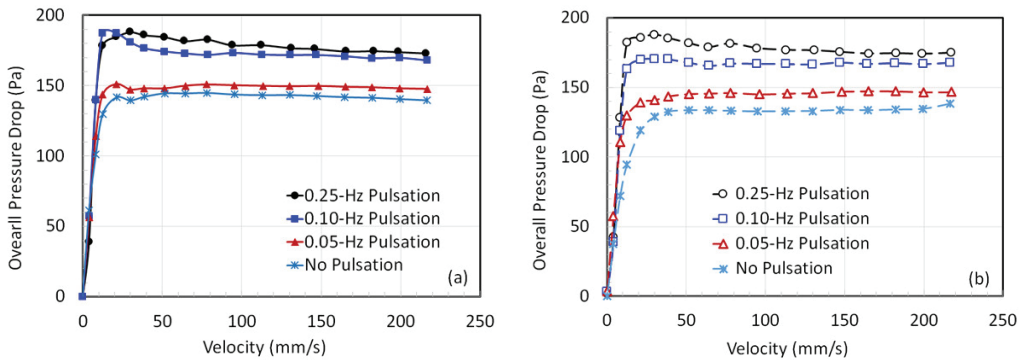 200
150
100
50
0
Ovearll Pressure Drop (Pa)
0.25-Hz Pulsation
0.10-Hz Pulsation
0.05-Hz Pulsation
No Pulsation
(a)
0 50 100 150 200 250
Velocity (mm/s)
200
150
100
50
0
Overall Pressure Drop (Pa)
0.25-Hz Pulsation
0.10-Hz Pulsation
0.05-Hz Pulsation
No Pulsation
(b)
0 50 100 150 200 250
Velocity (mm/s)